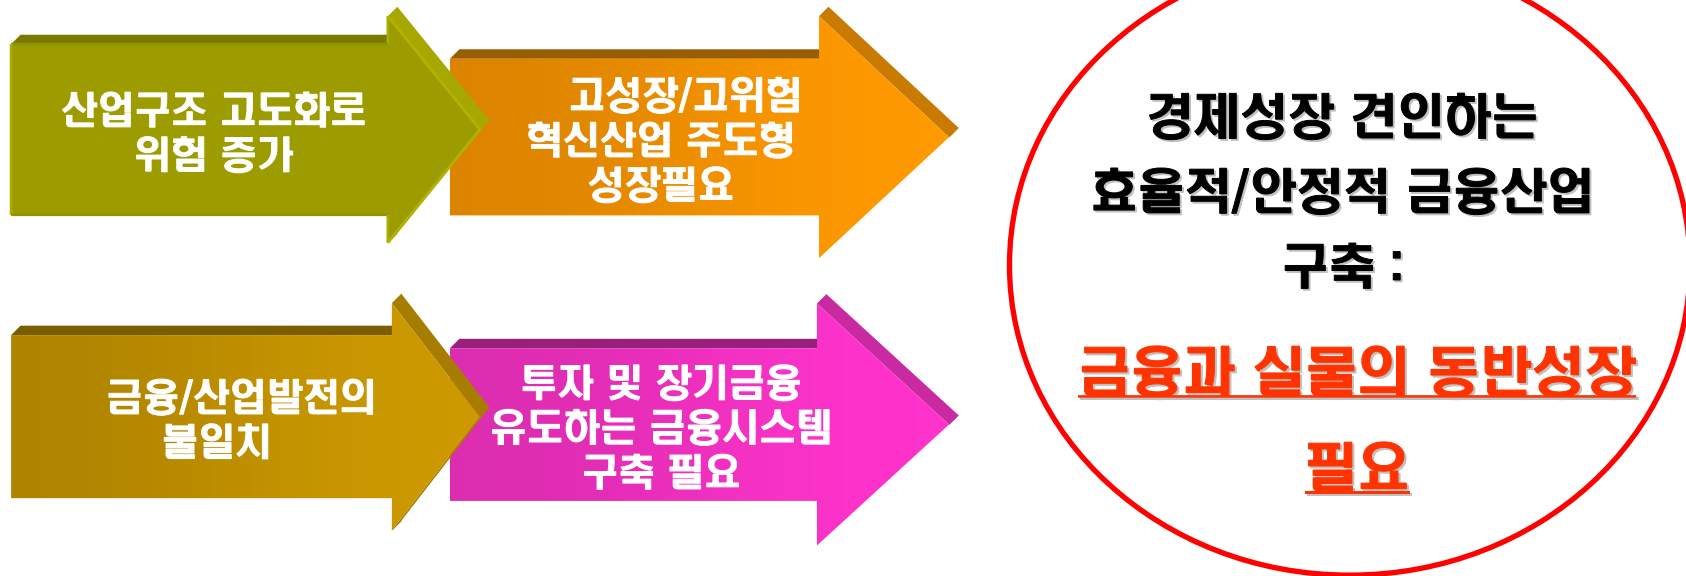 산업구조 고도화로
위험 증가
고성장/고위험
혁신산업 주도형
성장필요
금융/산업발전의
불일치
투자 및 장기금융
유도하는 금융시스템
구축 필요
경제성장 견인하는
효율적/안정적 금융산업
구축 :
금융과 실물의 동반성장
필요